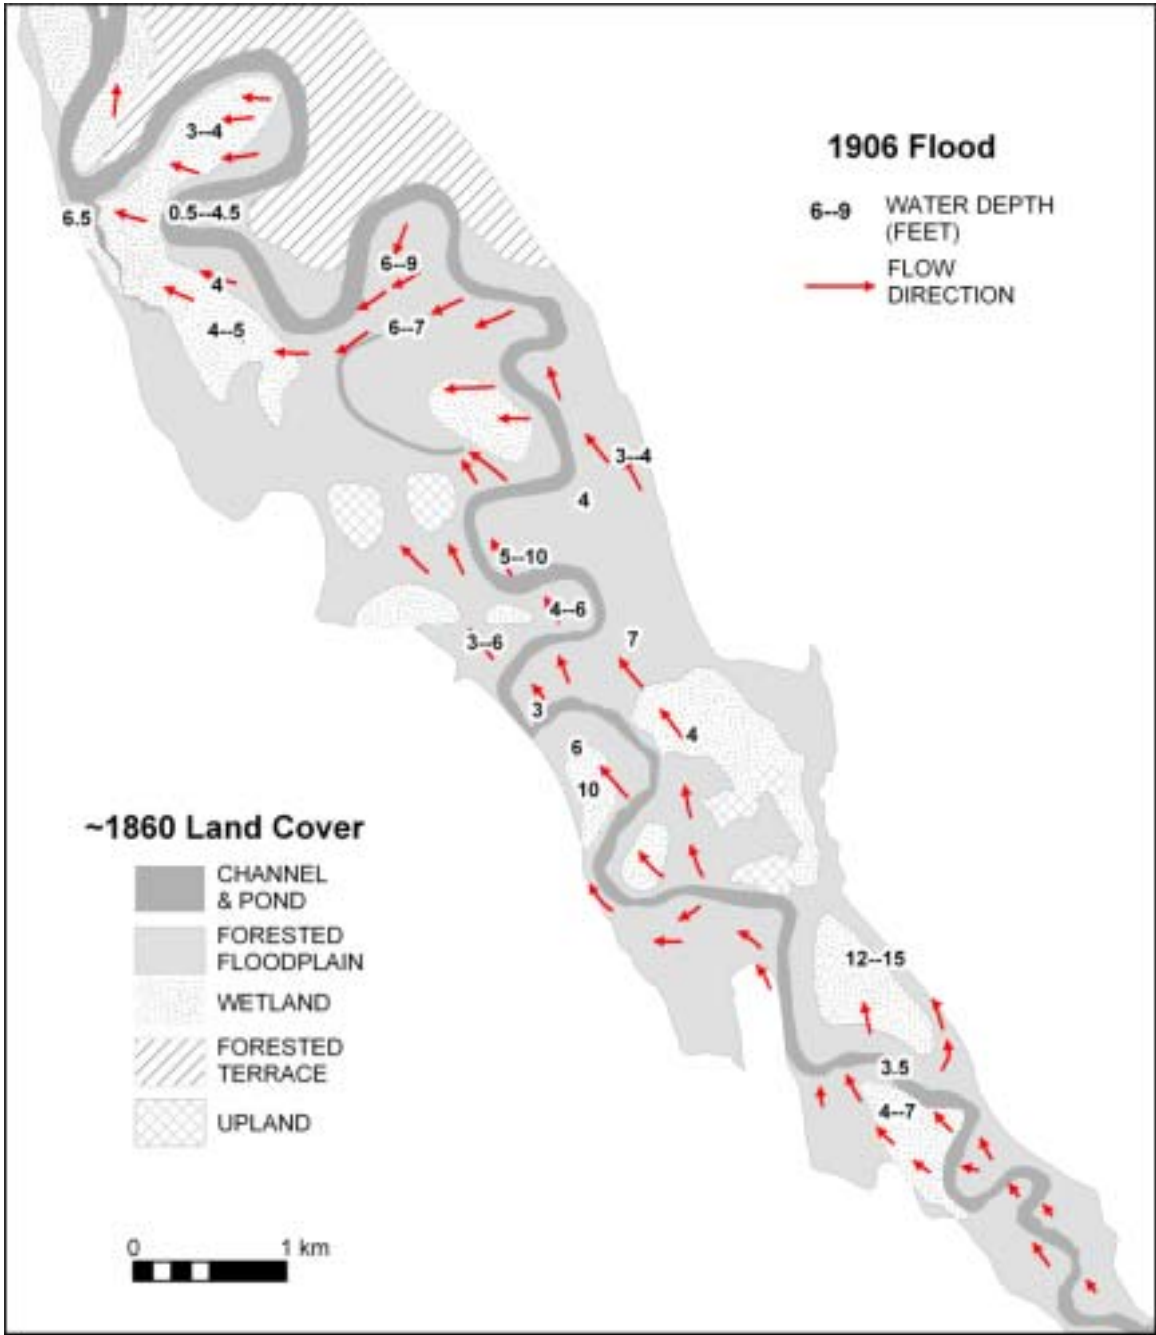 3--4
6.5
0.5--4.5
6--9
4
4--5
6--7
3--4
4
5--10
4--6
3--6
7
3
4
6
10
12--15
3.5
4--7
1906 Flood
6--9
WATER DEPTH
(FEET)
FLOW
DIRECTION
~1860 Land Cover
CHANNEL
& POND
FORESTED
FLOODPLAIN
WETLAND
FORESTED
TERRACE
UPLAND
0 1 km